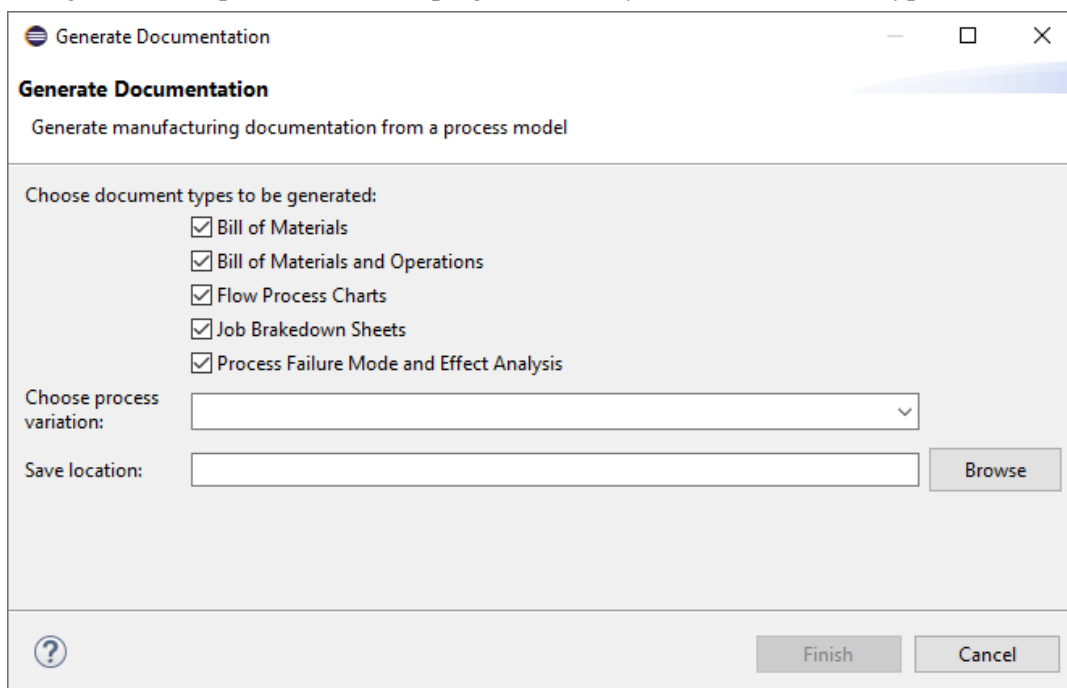 Generate Documentation
Generate Documentation
Generate manufacturing documentation from a process model
Choose document types to be generated:
Bill of Materials
Bill of Materials and Operations
Flow Process Charts
Job Brakedown Sheets
Process Failure Mode and Effect Analysis
Choose process
variation:
Save location:
Browse
?
Finish
Cancel